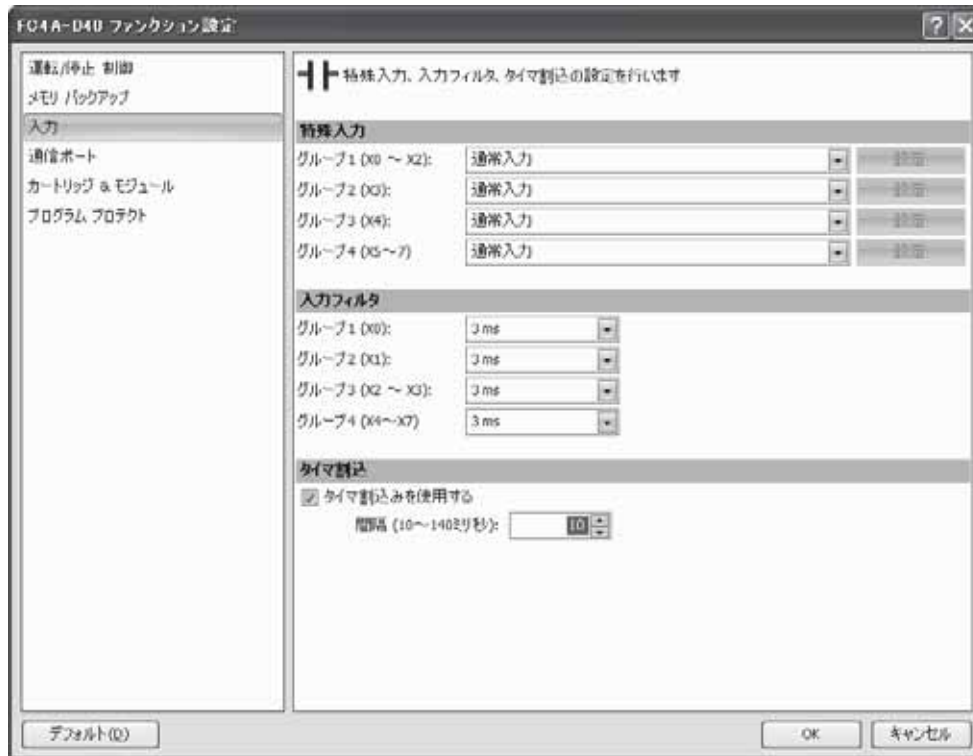 FC4A-D40 ファンクション設定
運転/停止 制御
メモリ バックアップ
入力
通信ポート
カートリッジ & モジュール
プログラム プロテクト
特殊入力、入力フィルタ、タイマ割込の設定を行います
特殊入力
グループ1 (X0 ～ X2): 通常入力 設定
グループ2 (X3): 通常入力 設定
グループ3 (X4): 通常入力 設定
グループ4 (X5～7) 通常入力 設定
入力フィルタ
グループ1 (X0): 3 ms
グループ2 (X1): 3 ms
グループ3 (X2 ～ X3): 3 ms
グループ4 (X4～X7) 3 ms
タイマ割込
タイマ割込みを使用する
間隔 (10～140ミリ秒): 10
デフォルト(D) OK キャンセル